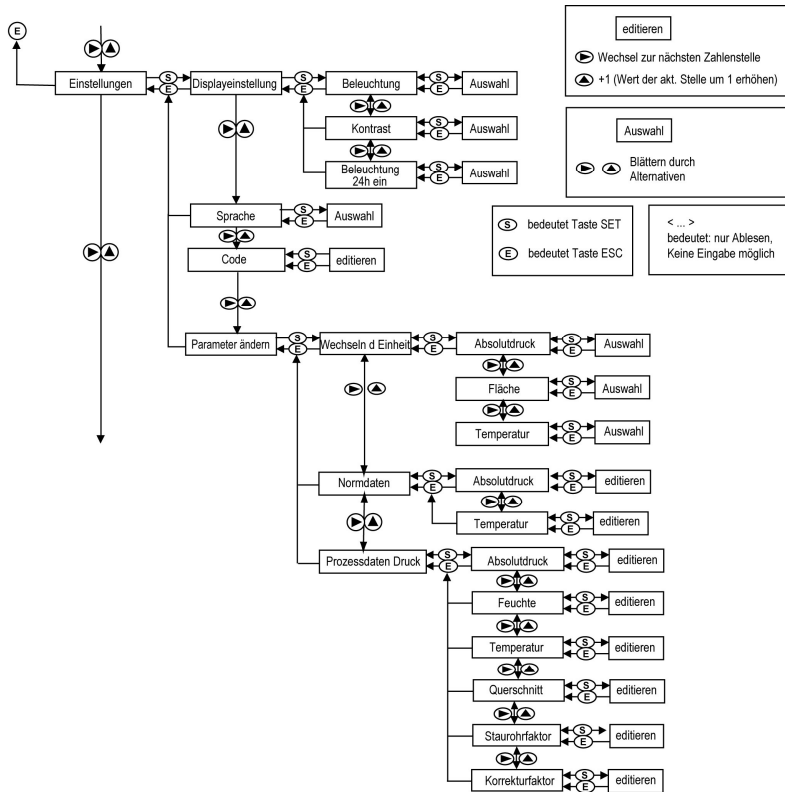 E
editieren
Wechsel zur nächsten Zahlenstelle
+1 (Wert der akt. Stelle um 1 erhöhen)
Auswahl
Blättern durch
Alternativen
S bedeutet Taste SET
E bedeutet Taste ESC
< ... >
bedeutet: nur Ablesen,
Keine Eingabe möglich
Einstellungen S E Displayeinstellung S E Beleuchtung S E Auswahl
Kontrast S E Auswahl
Beleuchtung
24h ein S E Auswahl
Sprache S E Auswahl
Code S E editieren
Parameter ändern S E Wechseln d Einheit S E Absolutdruck S E Auswahl
Fläche S E Auswahl
Temperatur S E Auswahl
Normdaten S E Absolutdruck S E editieren
Temperatur S E editieren
Prozessdaten Druck S E Absolutdruck S E editieren
Feuchte S E editieren
Temperatur S E editieren
Querschnitt S E editieren
Staurohrfaktor S E editieren
Korrekturfaktor S E editieren